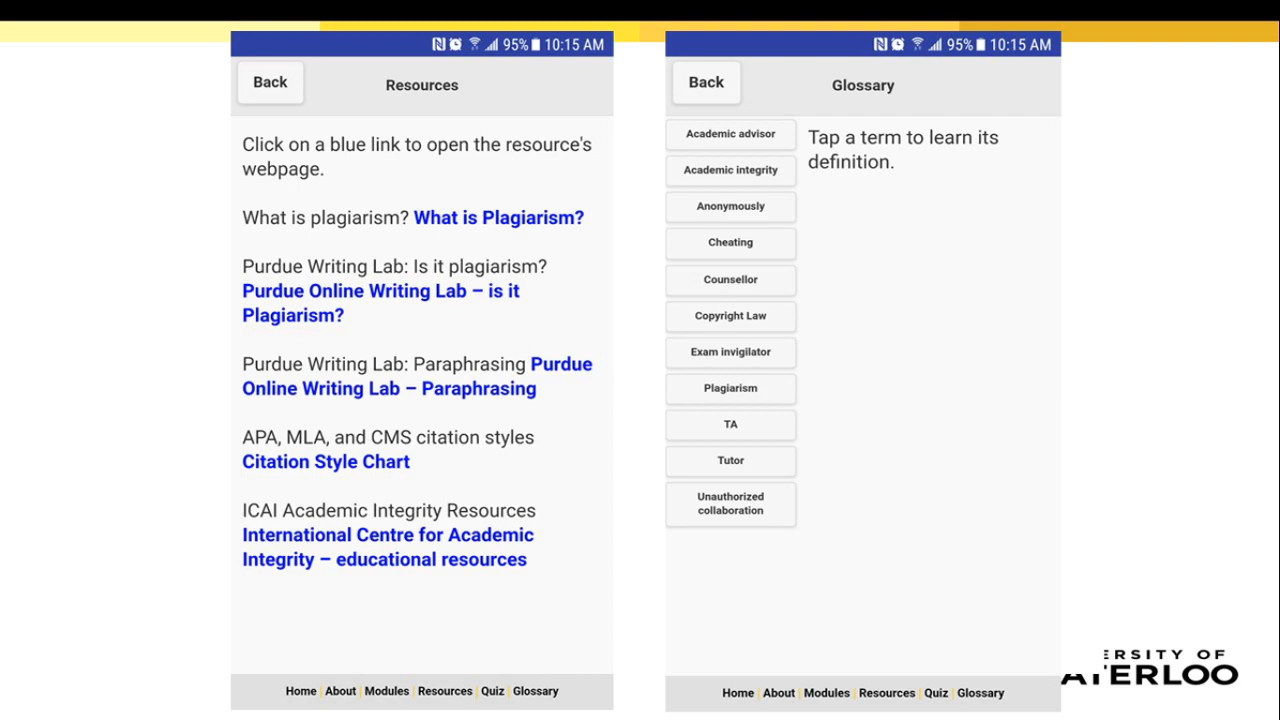 95% 10:15 AM
Back
Resources
Click on a blue link to open the resource's
webpage.
What is plagiarism? What is Plagiarism?
Purdue Writing Lab: Is it plagiarism?
Purdue Online Writing Lab – is it
Plagiarism?
Purdue Writing Lab: Paraphrasing Purdue
Online Writing Lab – Paraphrasing
APA, MLA, and CMS citation styles
Citation Style Chart
ICAI Academic Integrity Resources
International Centre for Academic
Integrity – educational resources
Home | About | Modules | Resources | Quiz | Glossary
95% 10:15 AM
Back
Glossary
Academic advisor
Academic integrity
Anonymously
Cheating
Counsellor
Copyright Law
Exam invigilator
Plagiarism
TA
Tutor
Unauthorized
collaboration
Tap a term to learn its
definition.
Home | About | Modules | Resources | Quiz | Glossary
ERSITY OF
ATERLOO